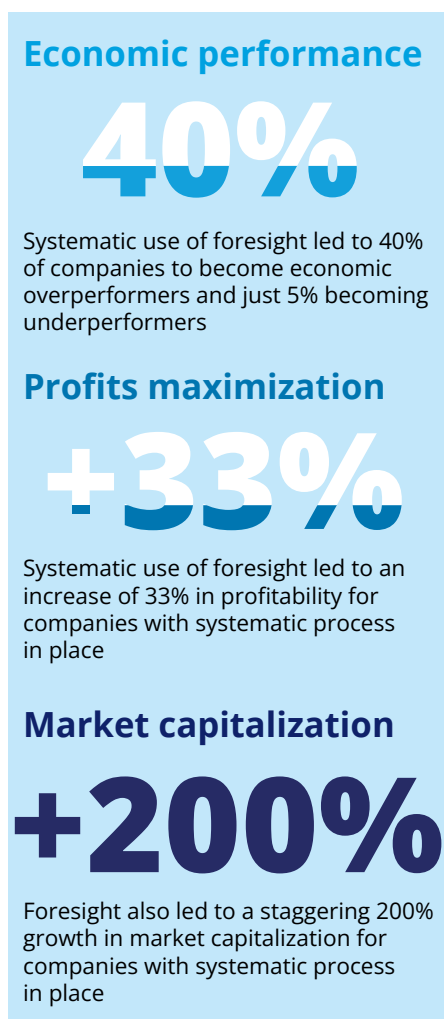 Economic performance
40%
Systematic use of foresight led to 40%
of companies to become economic
overperformers and just 5% becoming
underperformers
Profits maximization
+33%
Systematic use of foresight led to an
increase of 33% in profitability for
companies with systematic process
in place
Market capitalization
+200%
Foresight also led to a staggering 200%
growth in market capitalization for
companies with systematic process
in place